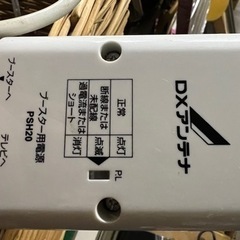 DXアンテナ
正常 点灯
断線または 点滅
未配線
過電流または 消灯
ショート
PL
ブースター用電源
PSH20
ブースターへ テレビへ